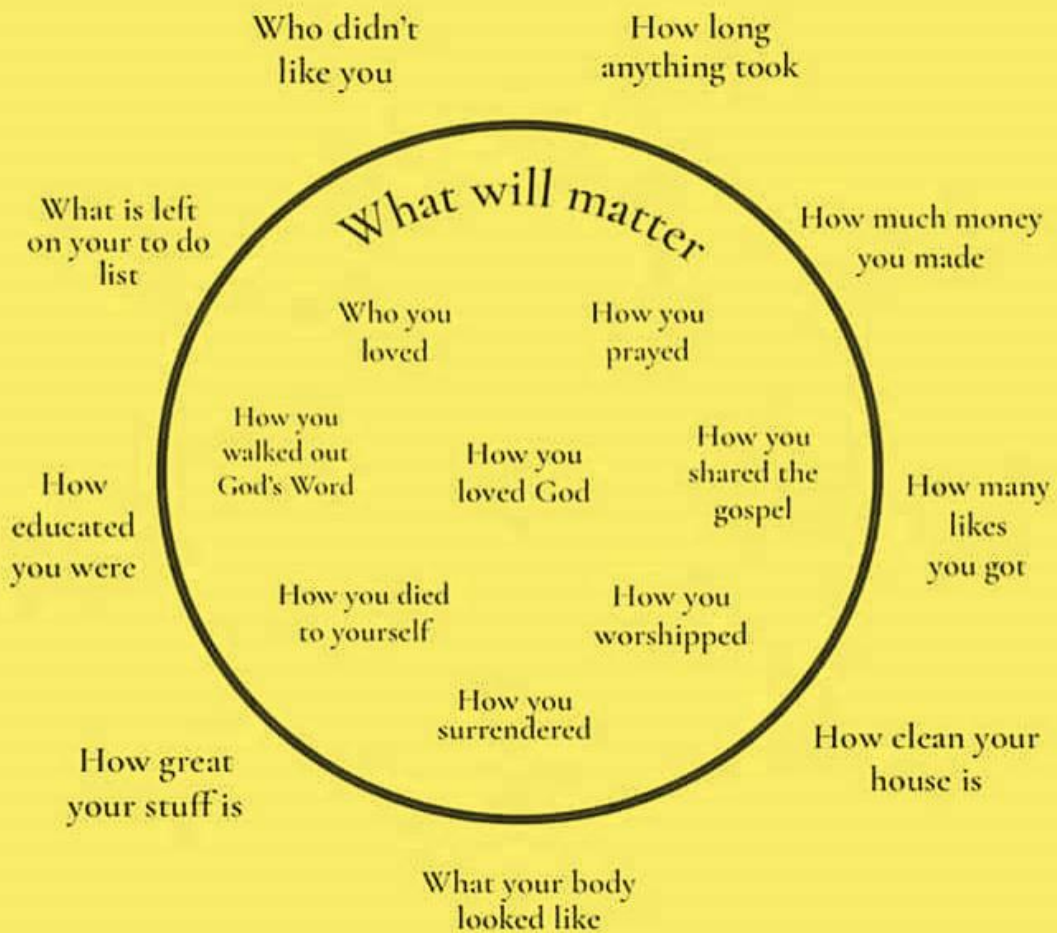 Who didn't
like you
How long
anything took
What will matter
What is left
on your to do
list
How much money
you made
Who you
loved
How you
prayed
How you
walked out
God's Word
How you
loved God
How you
shared the
gospel
How
educated
you were
How many
likes
you got
How you died
to yourself
How you
worshipped
How you
surrendered
How great
your stuff is
How clean your
house is
What your body
looked like